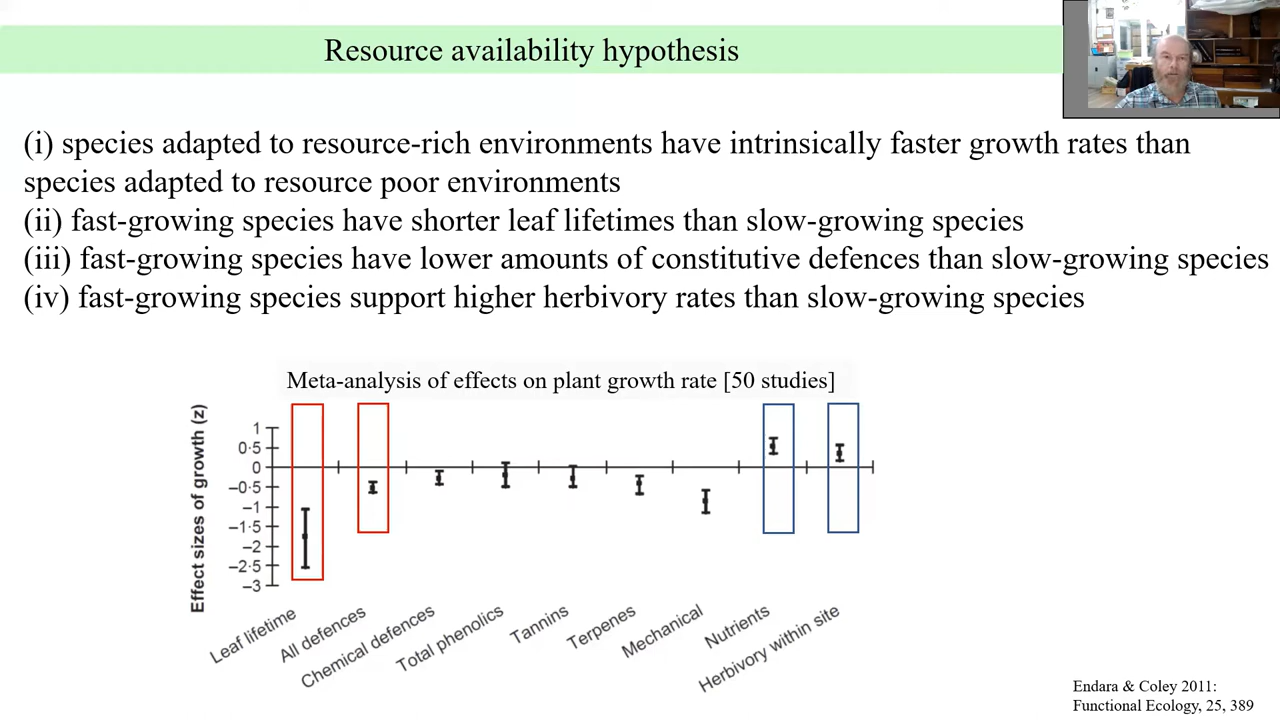 Resource availability hypothesis
(i) species adapted to resource-rich environments have intrinsically faster growth rates than
species adapted to resource poor environments
(ii) fast-growing species have shorter leaf lifetimes than slow-growing species
(iii) fast-growing species have lower amounts of constitutive defences than slow-growing species
(iv) fast-growing species support higher herbivory rates than slow-growing species
Meta-analysis of effects on plant growth rate [50 studies]
Effect sizes of growth (z)
1
0·5
0
−0·5
−1
−1·5
−2
−2·5
−3
Leaf lifetime
All defences
Chemical defences
Total phenolics
Tannins
Terpenes
Mechanical
Nutrients
Herbivory within site
Endara & Coley 2011:
Functional Ecology, 25, 389